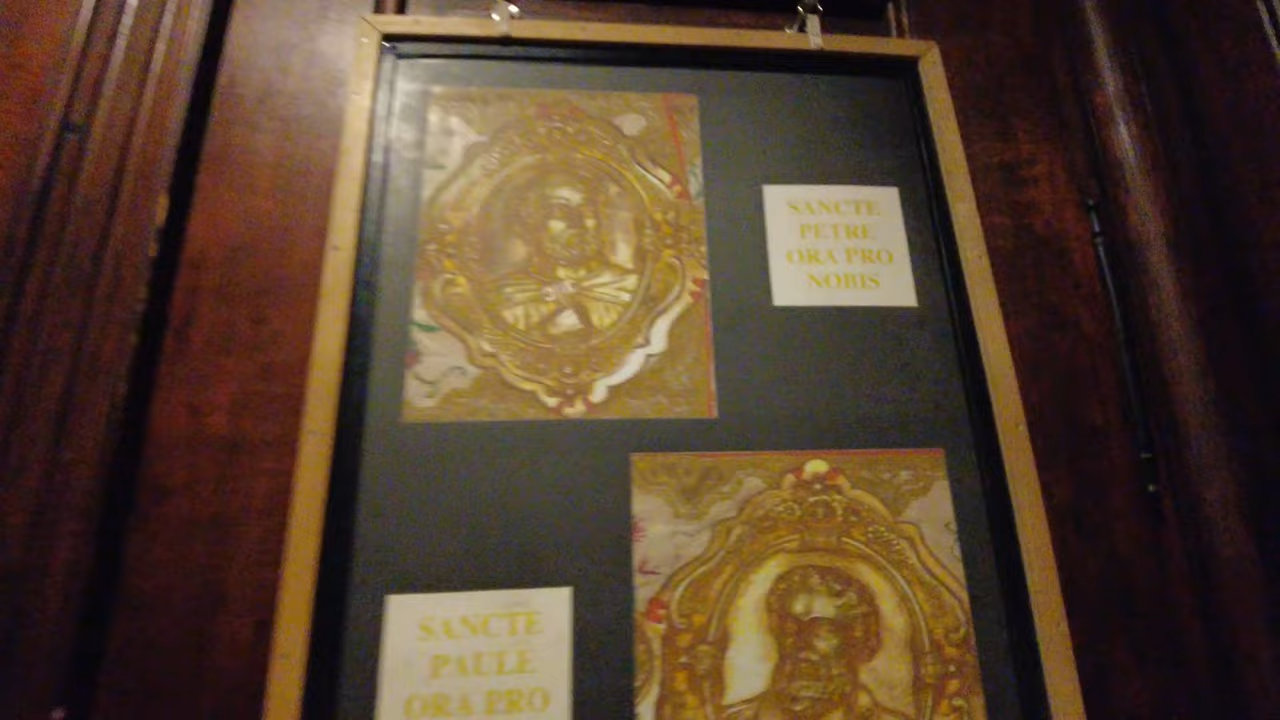 SANCTE
PETRE
ORA PRO
NOBIS
SANCTE
PAULE
ORA PRO